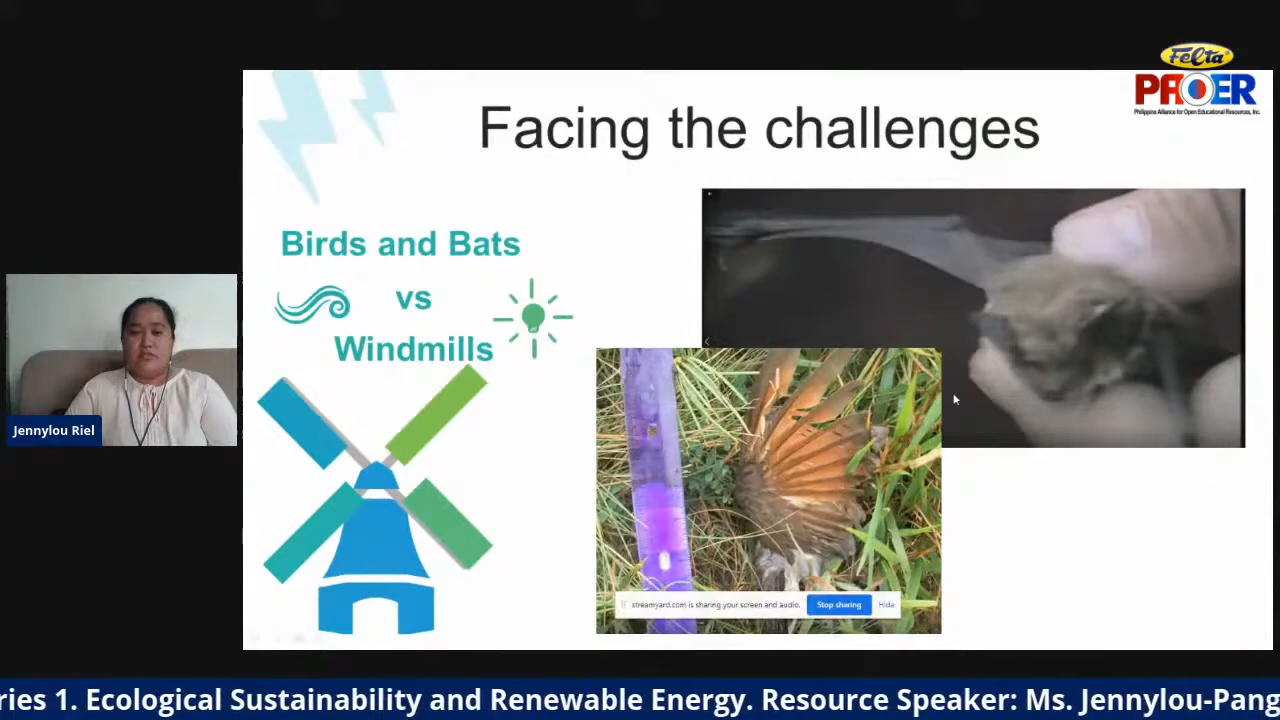 Felta
PAOER
Philippine Alliance for Open Educational Resources, Inc.
Facing the challenges
Birds and Bats
vs
Windmills
Jennylou Riel
streamyard.com is sharing your screen and audio.
Stop sharing
Hide
ries 1. Ecological Sustainability and Renewable Energy. Resource Speaker: Ms. Jennylou-Pang